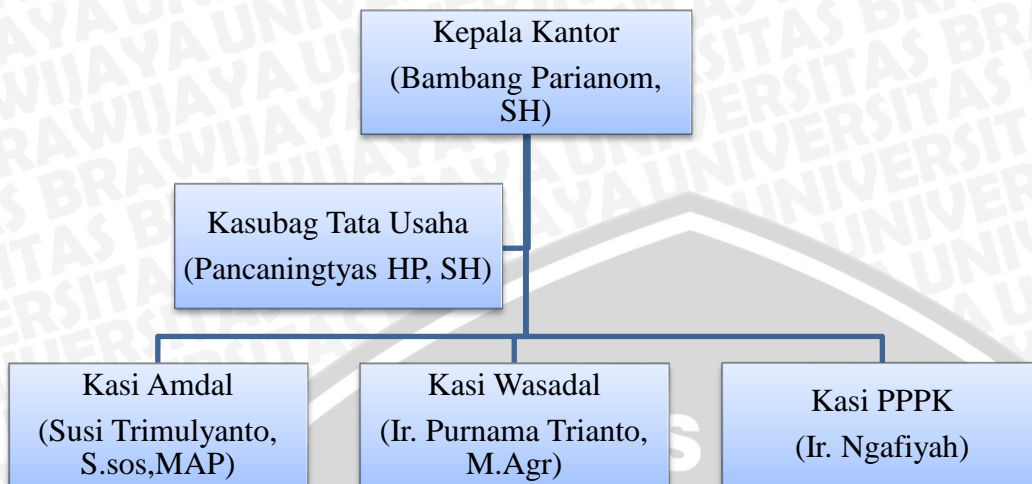 Kepala Kantor
(Bambang Parianom,
SH)
Kasubag Tata Usaha
(Pancaningtyas HP, SH)
Kasi Amdal
(Susi Trimulyanto,
S.sos,MAP)
Kasi Wasadal
(Ir. Purnama Trianto,
M.Agr)
Kasi PPPK
(Ir. Ngafiyah)